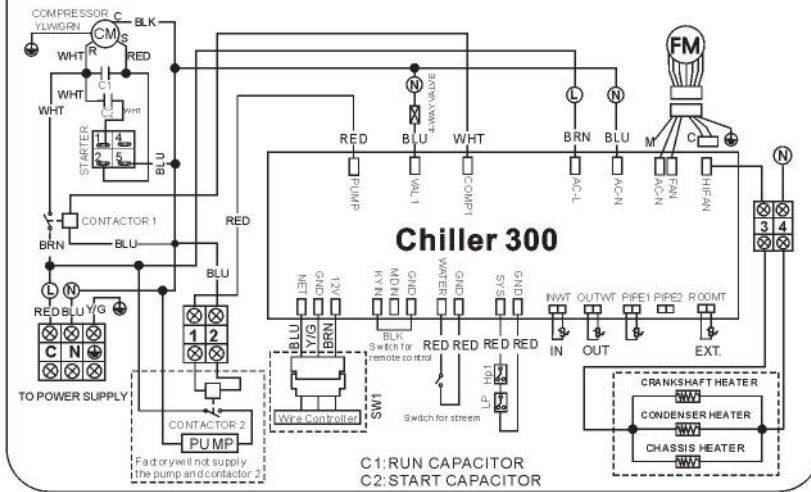 COMPRESSOR
YLW/GRN
C
BLK
CM
R
S
WHT
RED
C1
WHT
WHT
C2
WHT
STARTER
1 4
2 5
BLU
CONTACTOR 1
BRN
BLU
BLU
RED
L
N
RED
BLU
Y/G
C N
TO POWER SUPPLY
1 2
CONTACTOR 2
PUMP
Factory will not supply
the pump and contactor 2
RED
N
4-WAY VALVE
BLU
WHT
L
BRN
N
BLU
FM
M
C
N
PUMP
VAL1
COMP1
AC-L
AC-N
AC-N
FAN
HIFAN
3 4
Chiller 300
NET
GND
12V
KYIN
MDIN
GND
WATER
GND
SYS
GND
INWT
OUTWT
PIPE1
PIPE2
ROOMT
BLU
Y/G
BRN
BLK
Switch for
remote control
RED RED
RED
RED
IN
OUT
EXT.
Wire Controller
SW1
Switch for streem
Hp1
LP
CRANKSHAFT HEATER
CONDENSER HEATER
CHASSIS HEATER
C1:RUN CAPACITOR
C2:START CAPACITOR